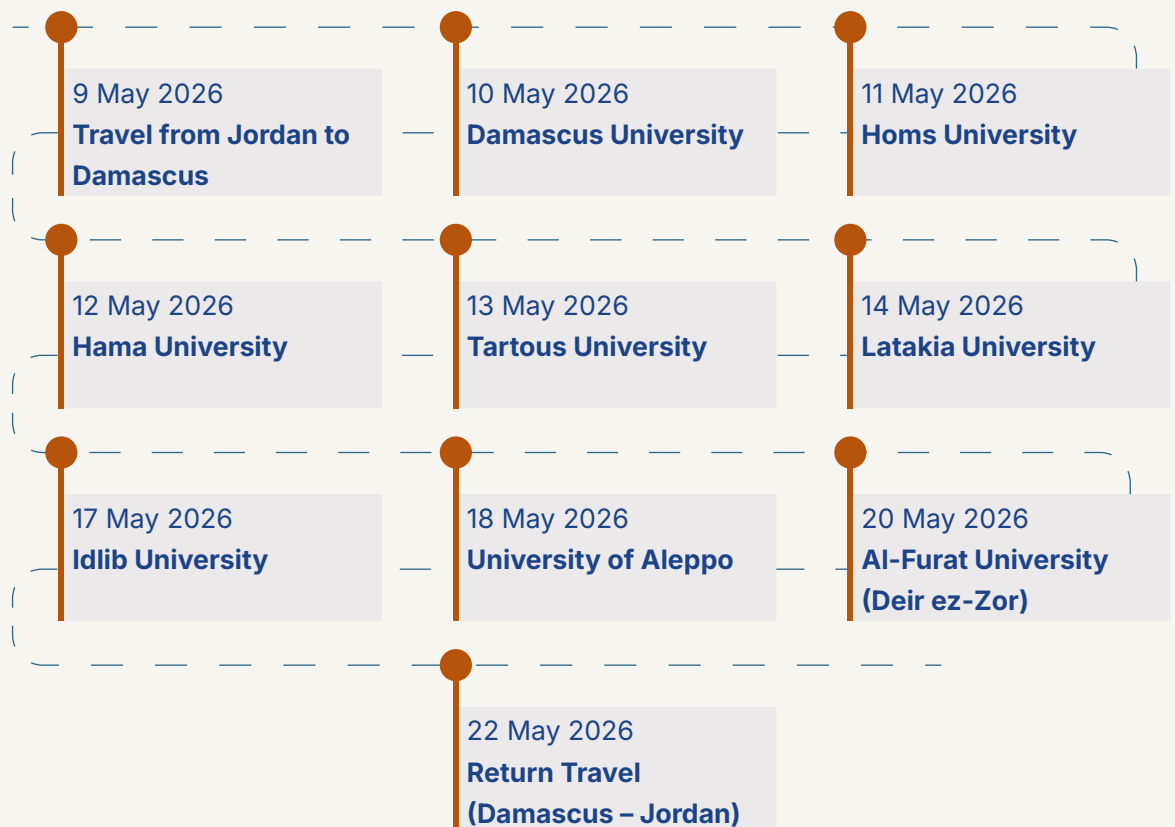 9 May 2026
Travel from Jordan to
Damascus
10 May 2026
Damascus University
11 May 2026
Homs University
12 May 2026
Hama University
13 May 2026
Tartous University
14 May 2026
Latakia University
17 May 2026
Idlib University
18 May 2026
University of Aleppo
20 May 2026
Al-Furat University
(Deir ez-Zor)
22 May 2026
Return Travel
(Damascus – Jordan)